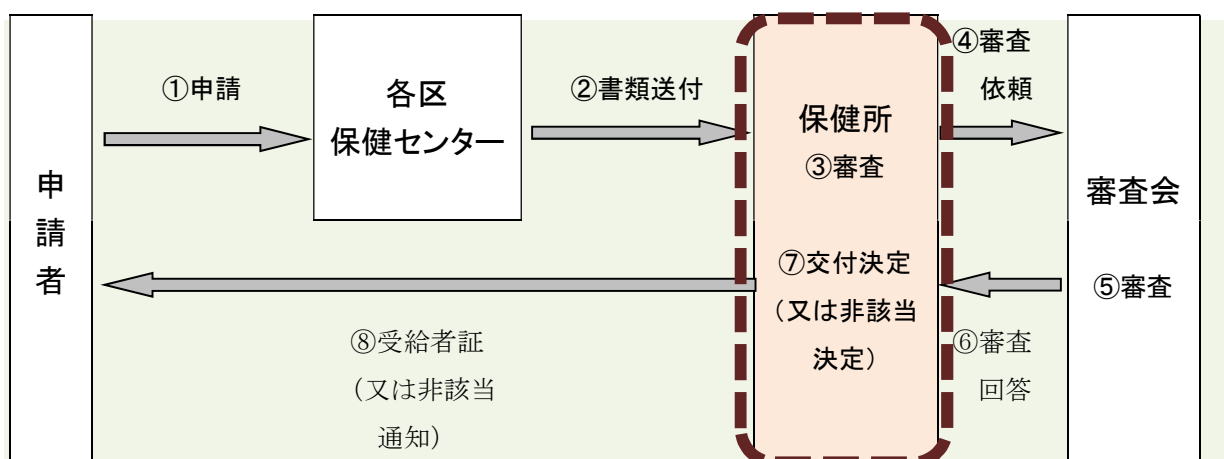 申
請
者
①申請
各区
保健センター
②書類送付
保健所
③審査
④審査
依頼
審査会
⑤審査
⑥審査
回答
⑦交付決定
（又は非該当
決定）
⑧受給者証
（又は非該当
通知）